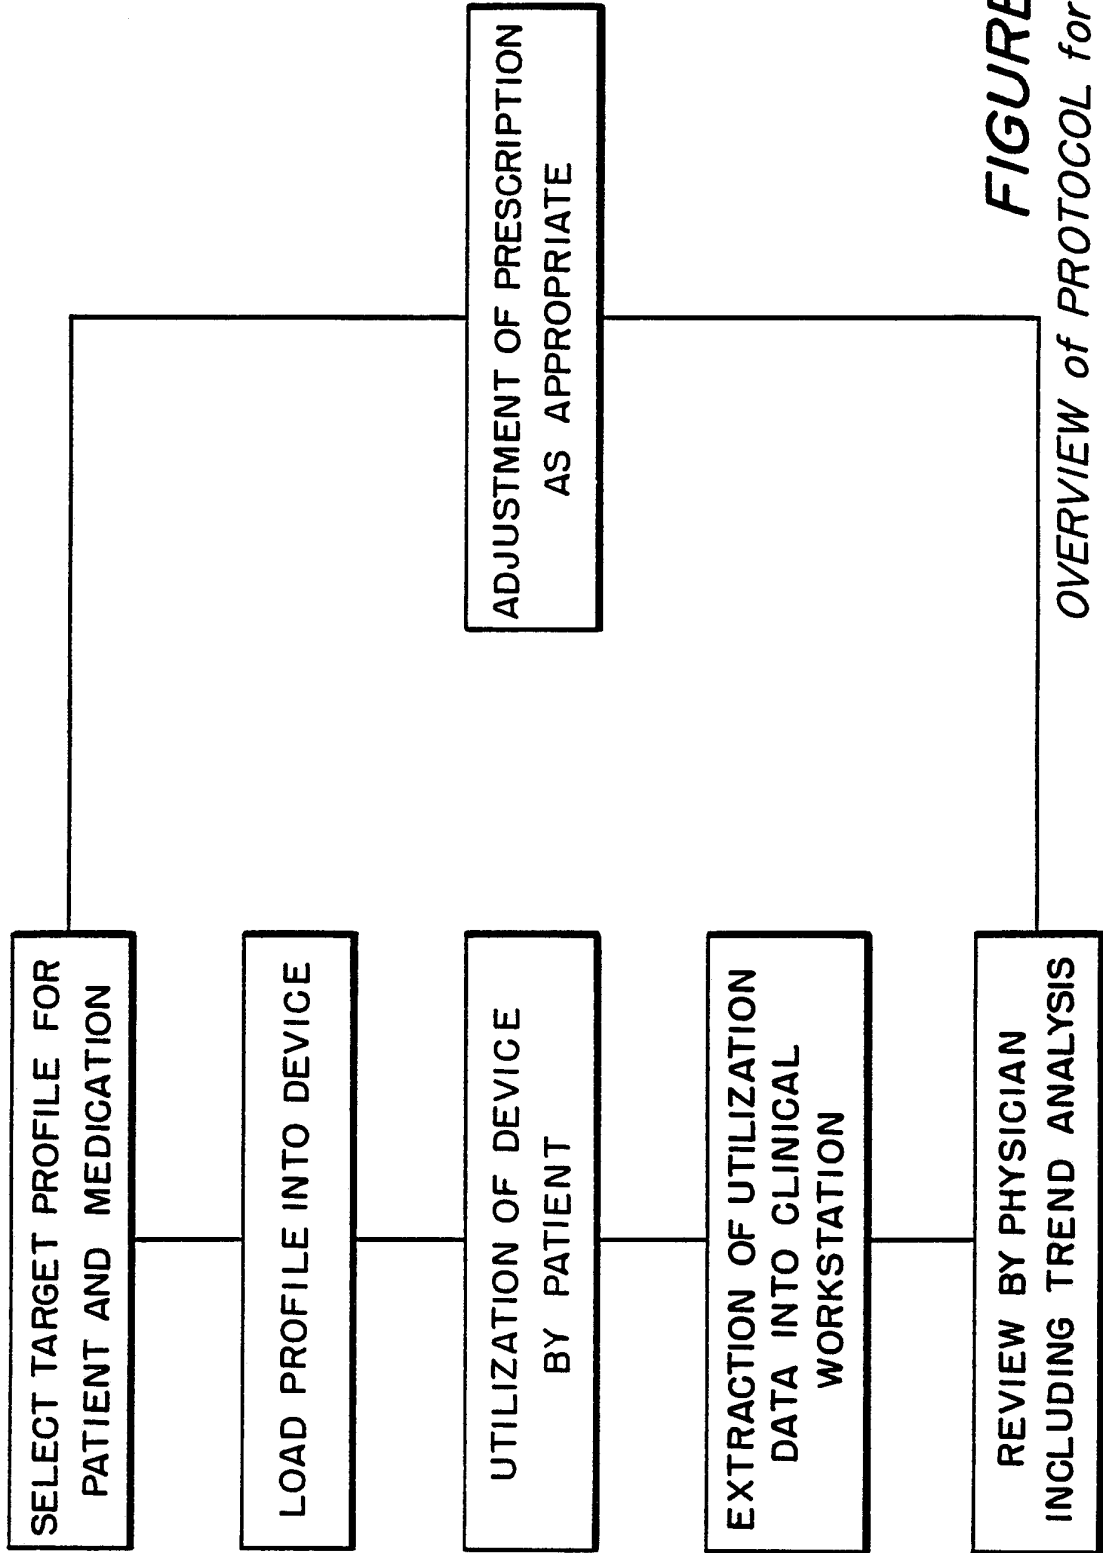 SELECT TARGET PROFILE FOR
PATIENT AND MEDICATION
LOAD PROFILE INTO DEVICE
UTILIZATION OF DEVICE
BY PATIENT
EXTRACTION OF UTILIZATION
DATA INTO CLINICAL
WORKSTATION
REVIEW BY PHYSICIAN
INCLUDING TREND ANALYSIS
ADJUSTMENT OF PRESCRIPTION
AS APPROPRIATE
FIGURE
OVERVIEW of PROTOCOL for